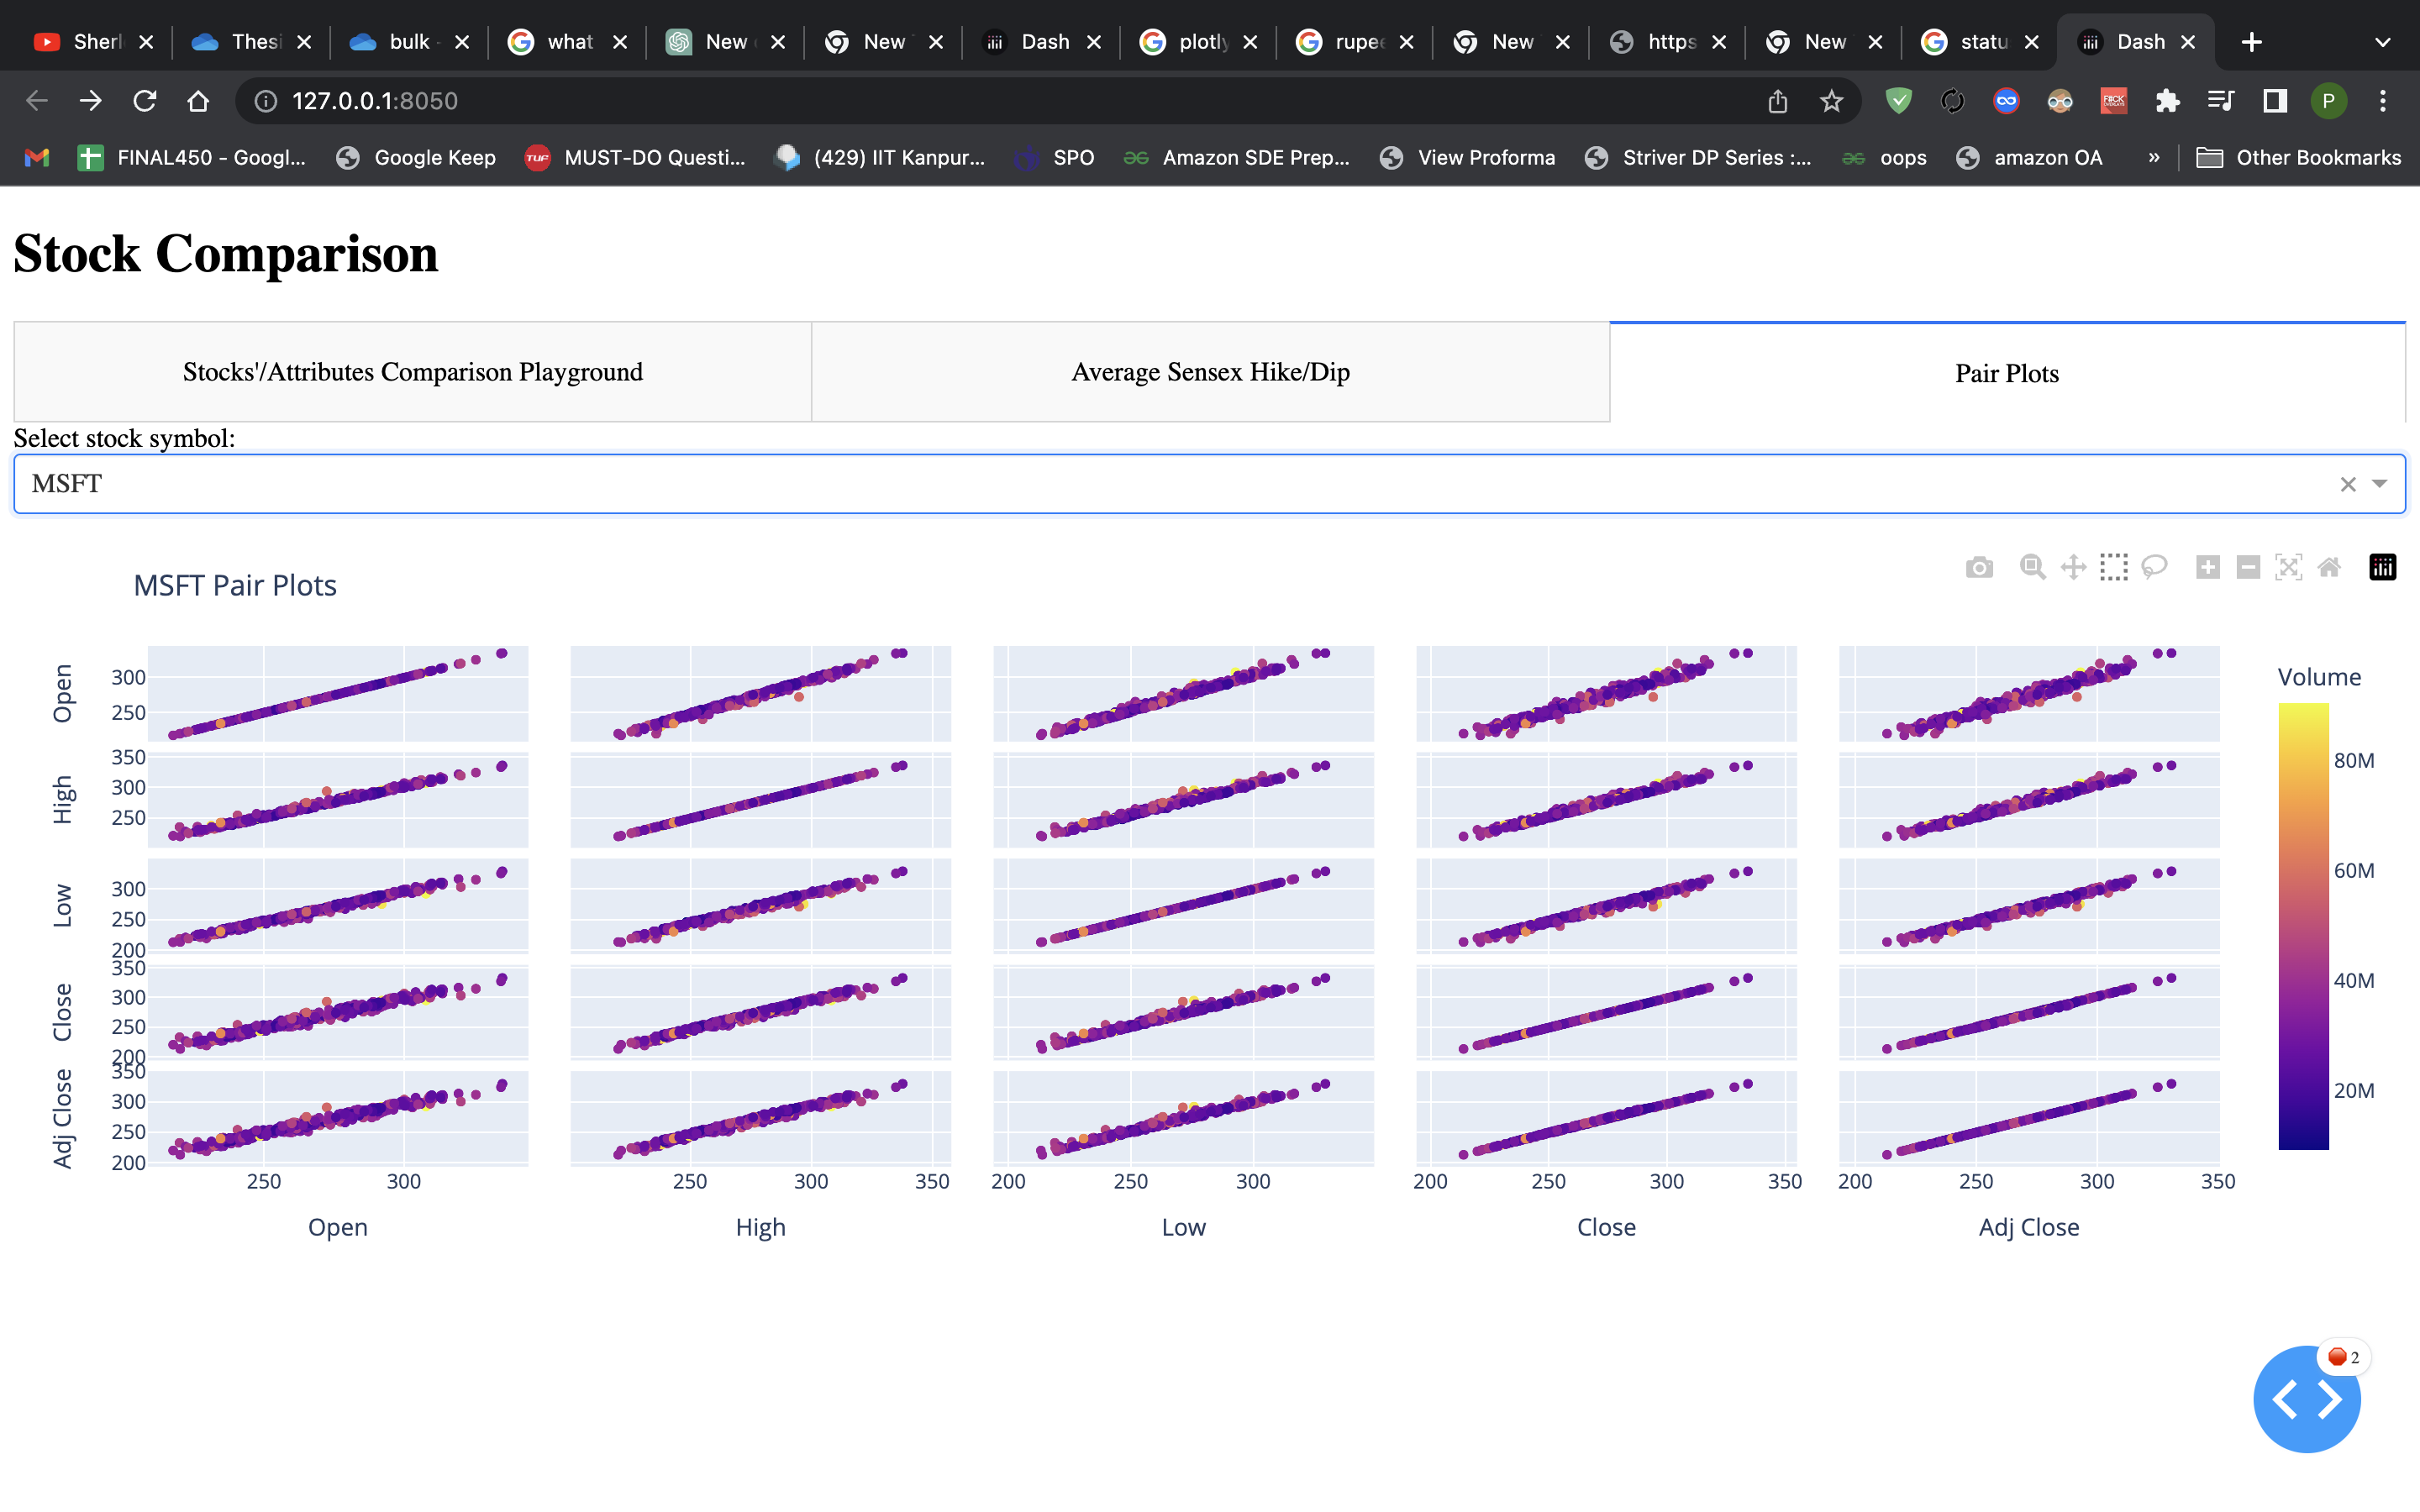 Sherl Thesi bulk - what New New Dash plotly rupee New https New statu Dash
127.0.0.1:8050 P
FINAL450 - Googl... Google Keep TUF MUST-DO Questi... (429) IIT Kanpur... SPO Amazon SDE Prep... View Proforma Striver DP Series :... oops amazon OA » Other Bookmarks
Stock Comparison
Stocks'/Attributes Comparison Playground Average Sensex Hike/Dip Pair Plots
Select stock symbol:
MSFT
MSFT Pair Plots
Open 300 250
High 350 300 250
Low 300 250 200
Close 350 300 250 200
Adj Close 350 300 250 200
250 300 250 300 350 200 250 300 200 250 300 350 200 250 300 350
Open High Low Close Adj Close
Volume
80M
60M
40M
20M
2